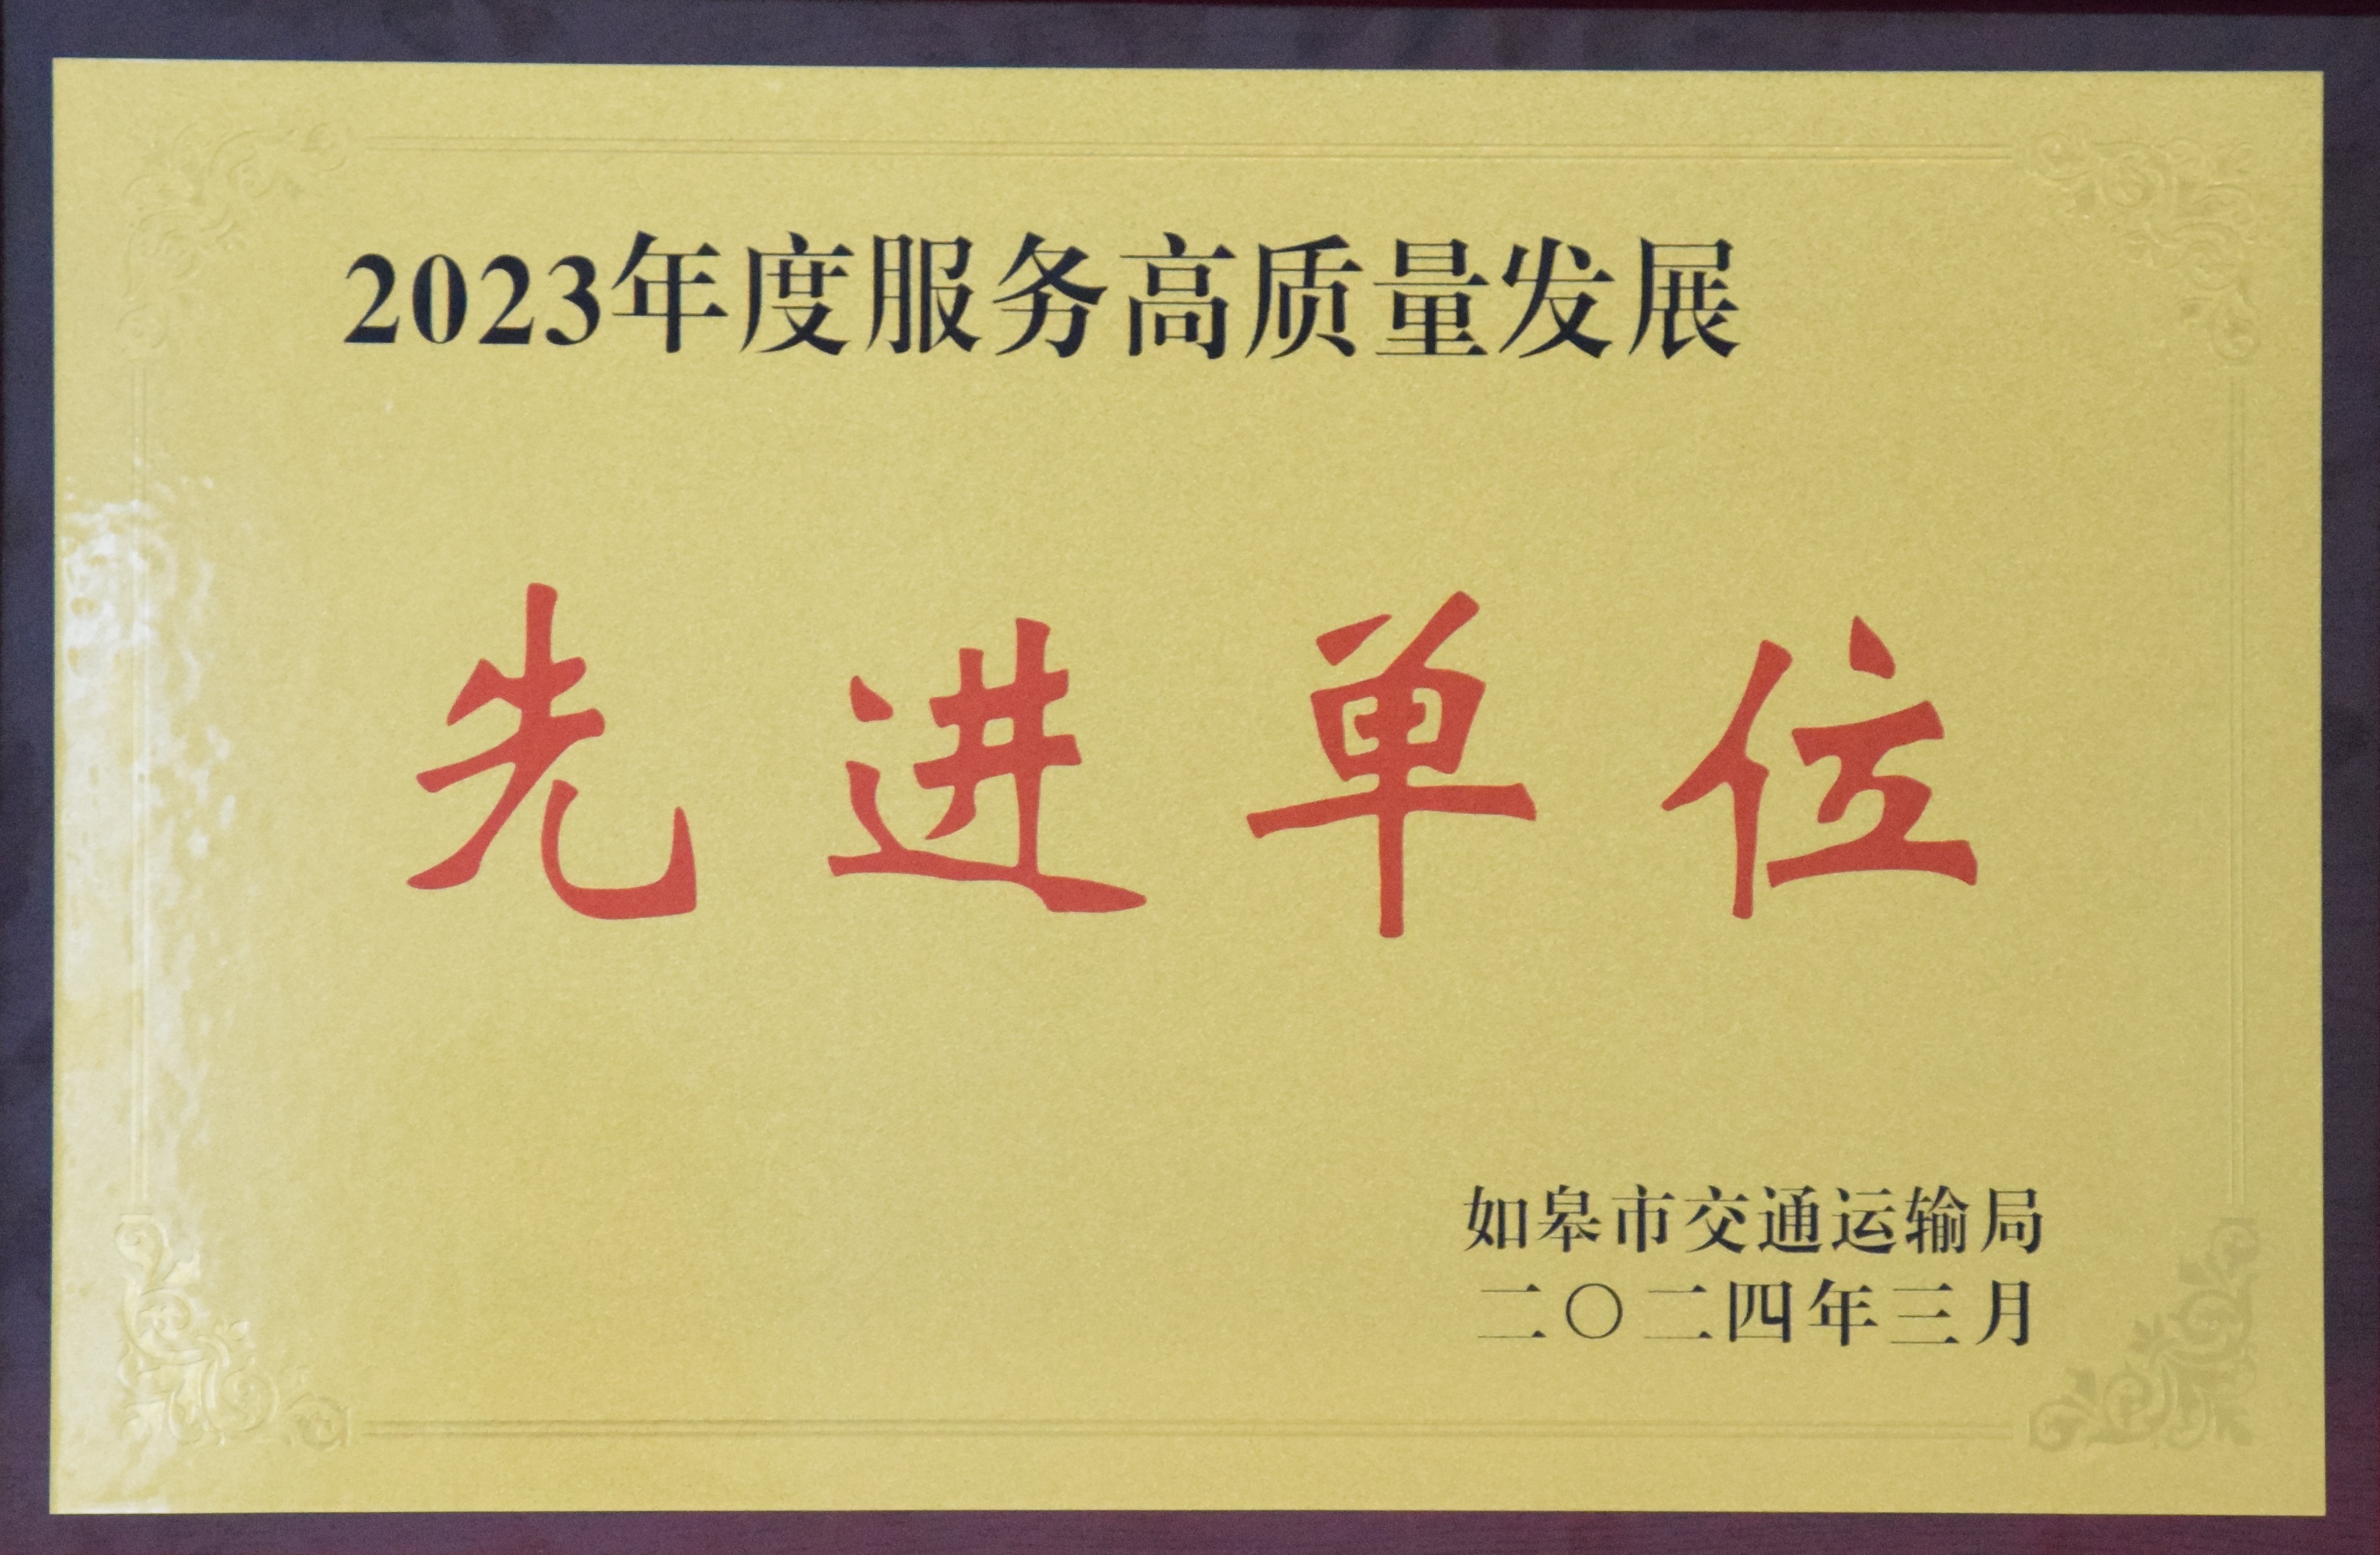 2023年度服务高质量发展
先进单位
如皋市交通运输局
二〇二四年三月